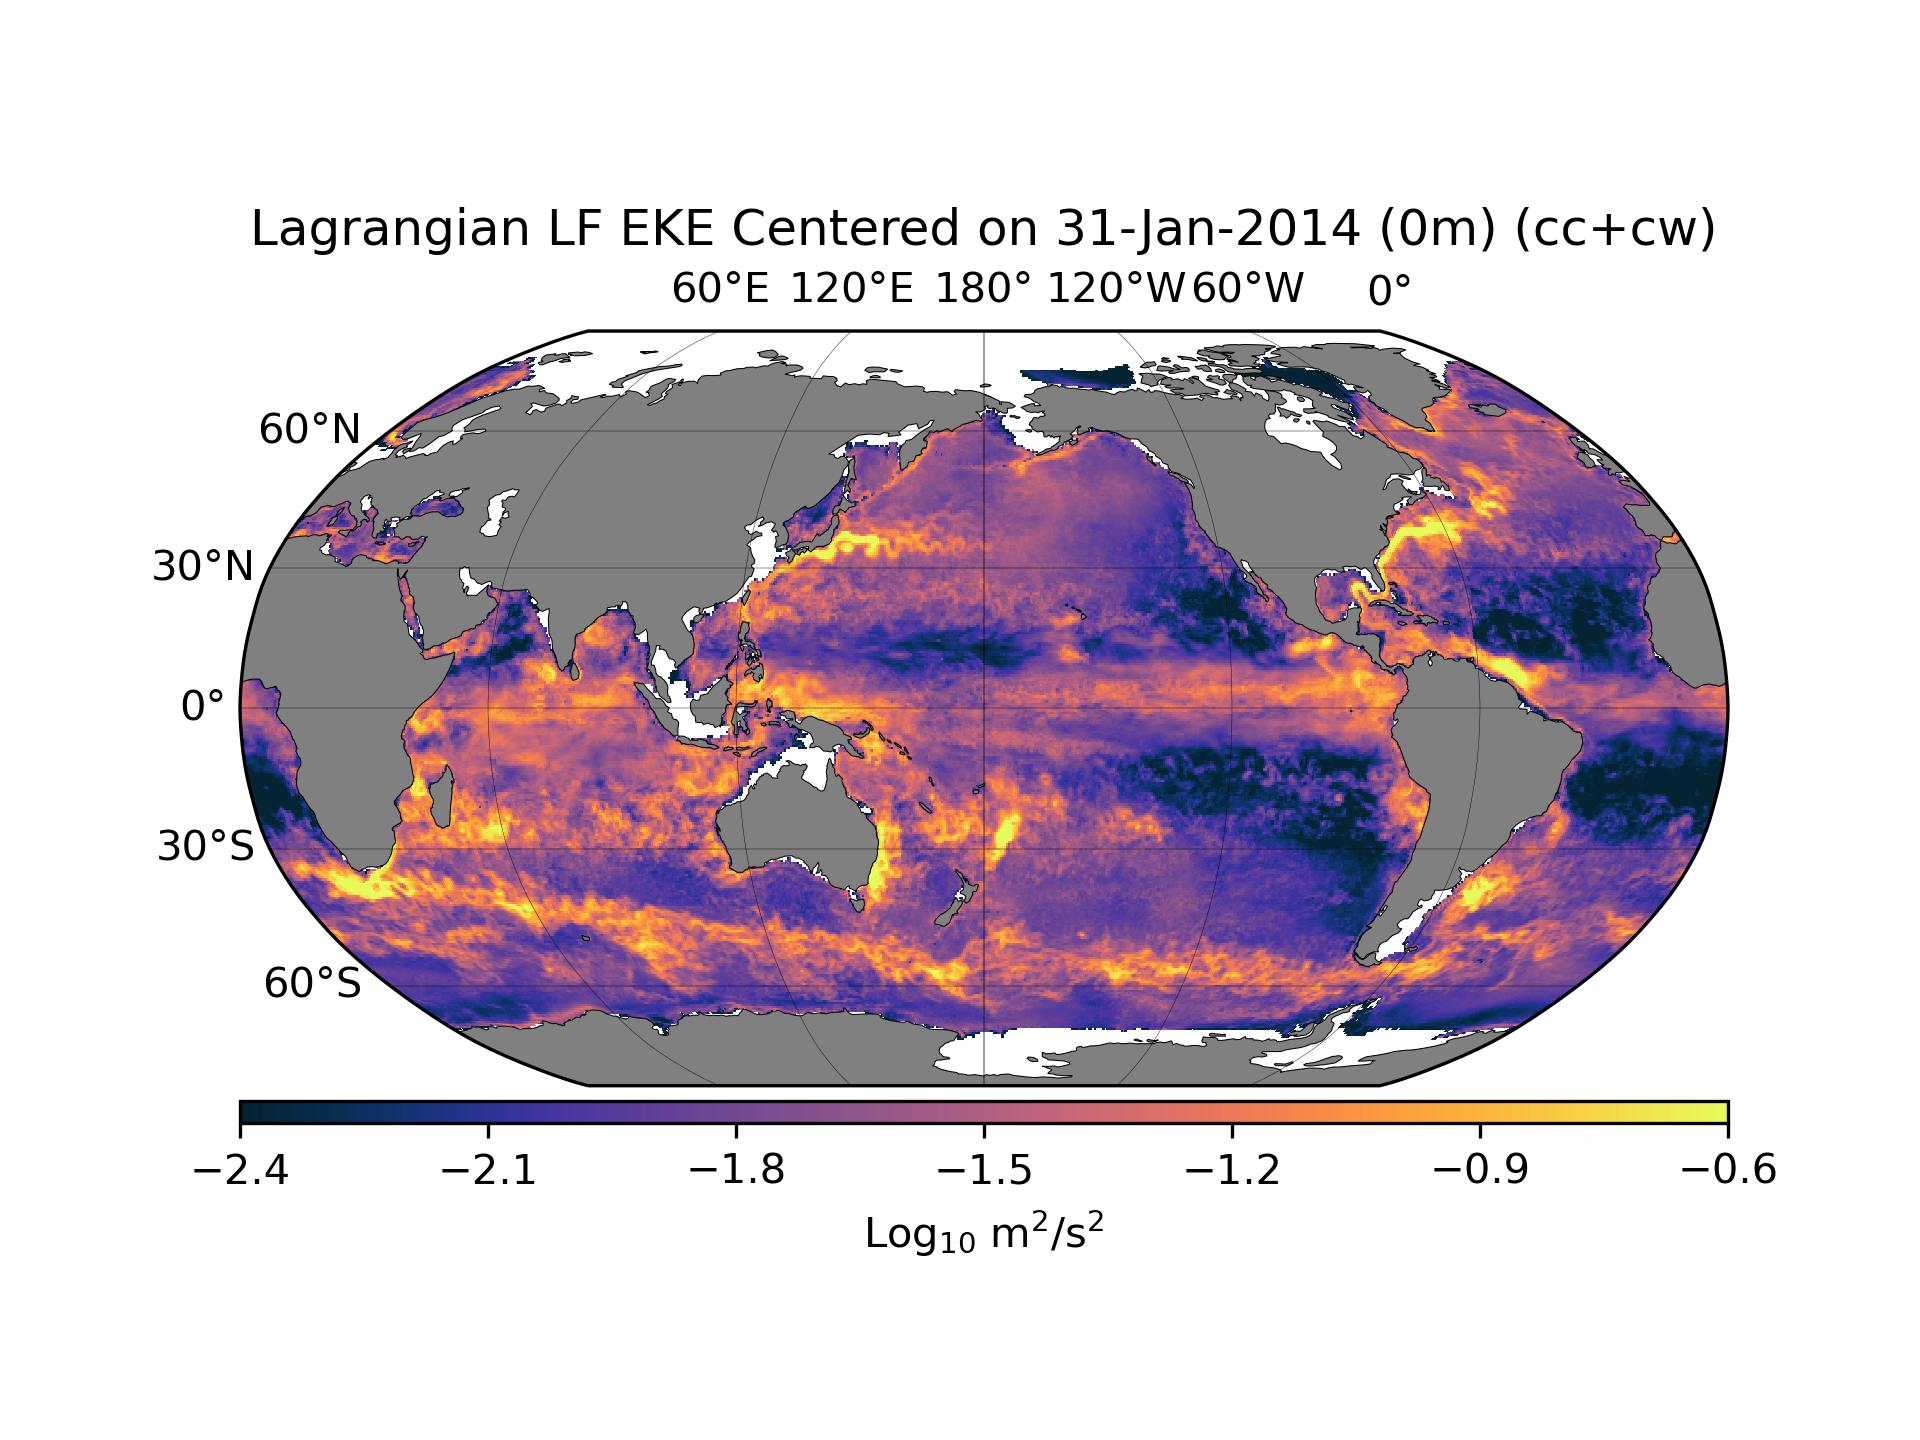 Lagrangian LF EKE Centered on 31-Jan-2014 (0m) (cc+cw)
60°E 120°E 180° 120°W 60°W 0°
60°N
30°N
0°
30°S
60°S
−2.4 −2.1 −1.8 −1.5 −1.2 −0.9 −0.6
Log₁₀ m²/s²